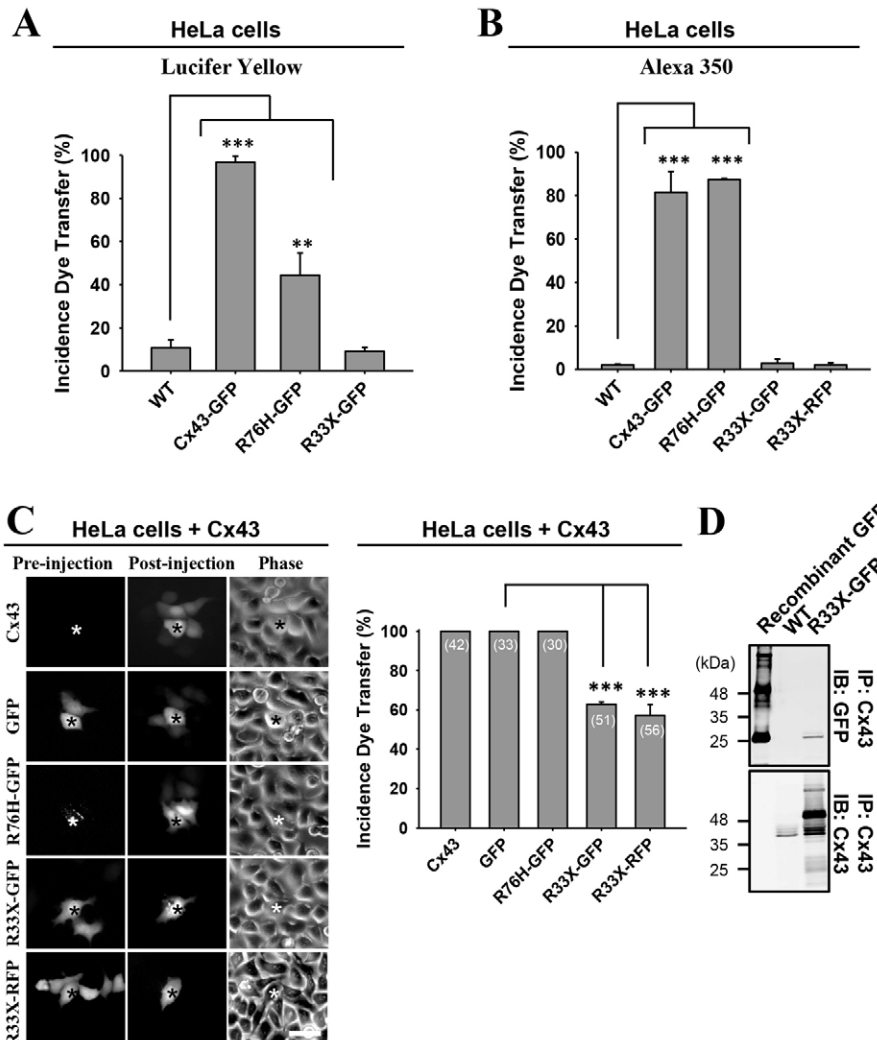 A
HeLa cells
Lucifer Yellow
Incidence Dye Transfer (%)
100
80
60
40
20
0
***
**
WT
Cx43-GFP
R76H-GFP
R33X-GFP
B
HeLa cells
Alexa 350
Incidence Dye Transfer (%)
100
80
60
40
20
0
***
***
WT
Cx43-GFP
R76H-GFP
R33X-GFP
R33X-RFP
C
HeLa cells + Cx43
Pre-injection Post-injection Phase
Cx43
* * *
GFP
* * *
R76H-GFP
* * *
R33X-GFP
* * *
R33X-RFP
* * *
HeLa cells + Cx43
Incidence Dye Transfer (%)
100
80
60
40
20
0
(42)
(33)
(30)
***
(51)
***
(56)
Cx43
GFP
R76H-GFP
R33X-GFP
R33X-RFP
D
Recombinant GFP
WT
R33X-GFP
(kDa)
48
35
25
IB: GFP
IP: Cx43
48
35
25
IB: Cx43
IP: Cx43